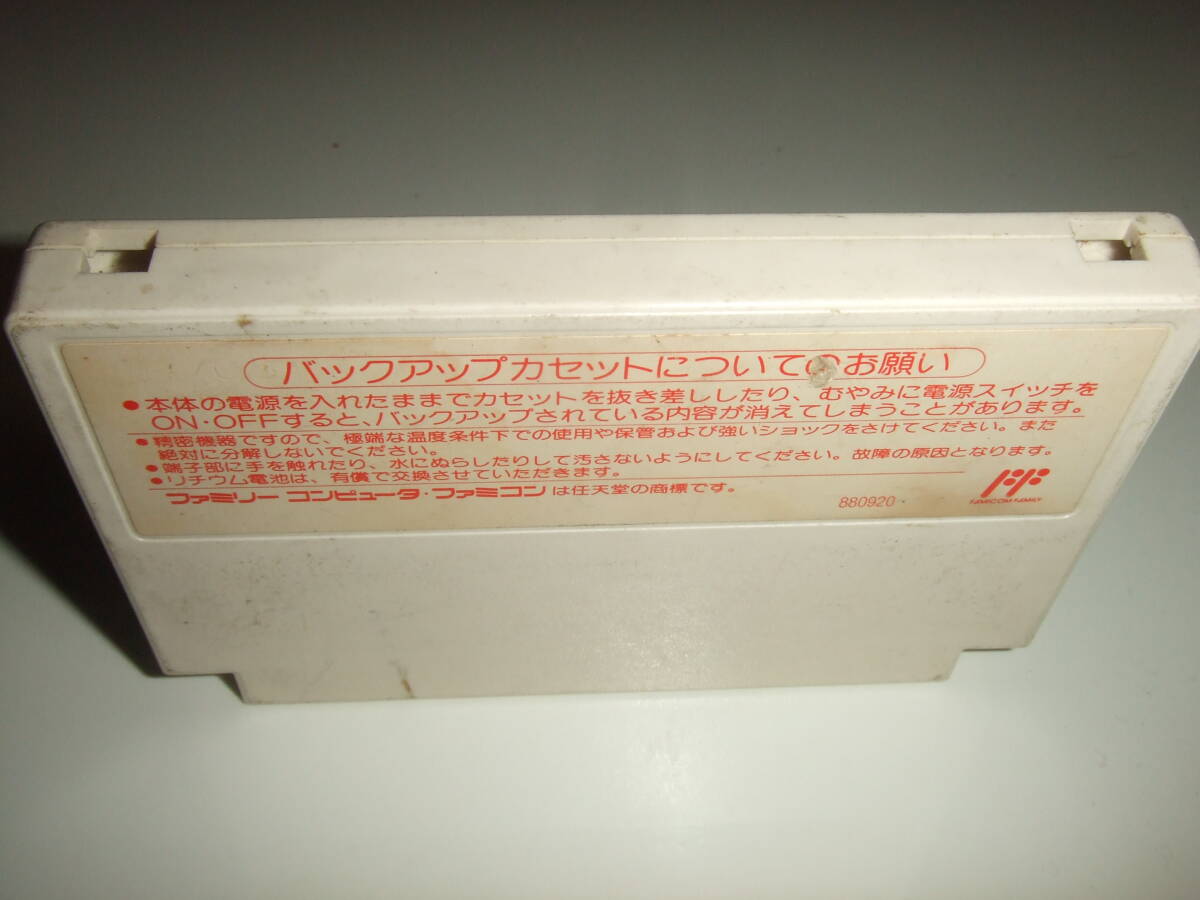 バックアップカセットについてのお願い
●本体の電源を入れたままでカセットを抜き差ししたり、むやみに電源スイッチを
ON・OFFすると、バックアップされている内容が消えてしまうことがあります。
●精密機器ですので、極端な温度条件下での使用や保管および強いショックをさけてください。また
絶対に分解しないでください。
●端子部に手を触れたり、水にぬらしたりして汚さないようにしてください。故障の原因となります。
●リチウム電池は、有償で交換させていただきます。
ファミリー コンピュータ・ファミコン は任天堂の商標です。
880920
FAMICOM FAMILY